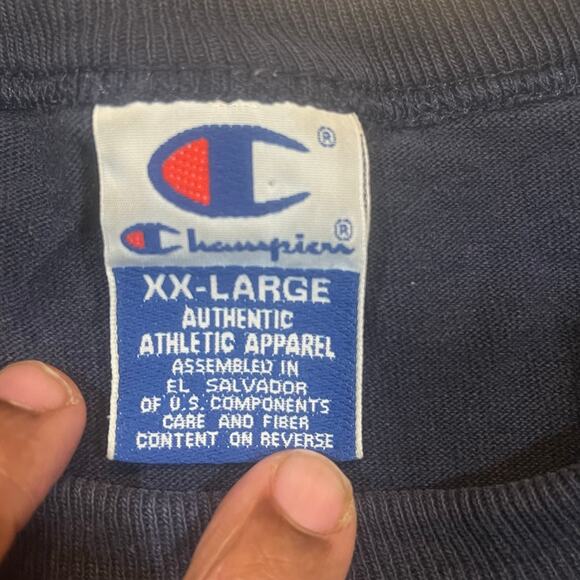 ®
Champion®
XX-LARGE
AUTHENTIC
ATHLETIC APPAREL
ASSEMBLED IN
EL SALVADOR
OF U.S. COMPONENTS
CARE AND FIBER
CONTENT ON REVERSE